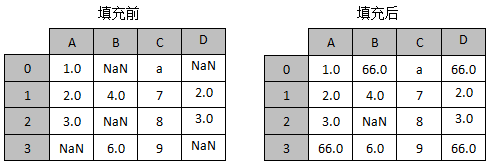 填充前 填充后
A B C D A B C D
0 1.0 NaN a NaN 0 1.0 66.0 a 66.0
1 2.0 4.0 7 2.0 1 2.0 4.0 7 2.0
2 3.0 NaN 8 3.0 2 3.0 NaN 8 3.0
3 NaN 6.0 9 NaN 3 66.0 6.0 9 66.0